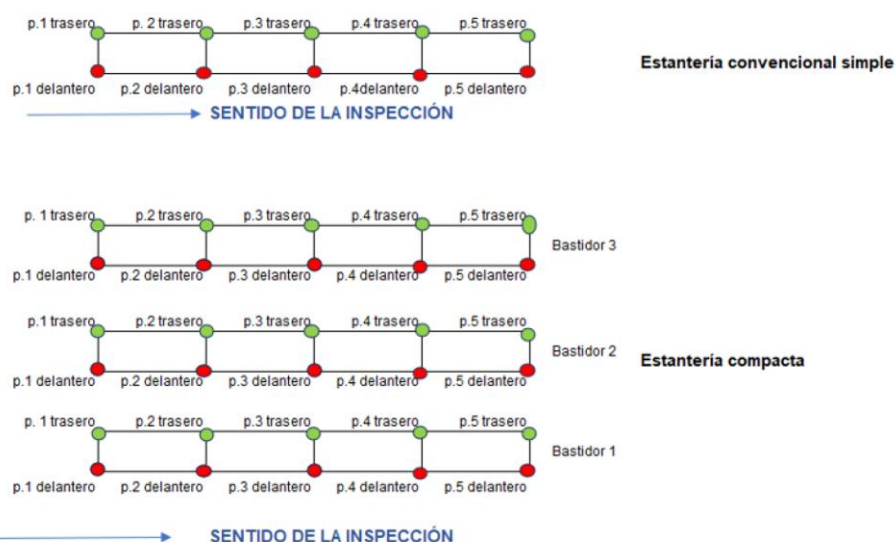 p.1 trasero p. 2 trasero p.3 trasero p.4 trasero p.5 trasero
Estantería convencional simple
p.1 delantero p.2 delantero p.3 delantero p.4delantero p.5 delantero
SENTIDO DE LA INSPECCIÓN
p. 1 trasero p.2 trasero p.3 trasero p.4 trasero p.5 trasero
Bastidor 3
p.1 delantero p.2 delantero p.3 delantero p.4 delantero p.5 delantero
p.1 trasero p.2 trasero p.3 trasero p.4 trasero p.5 trasero
Bastidor 2
Estantería compacta
p.1 delantero p.2 delantero p.3 delantero p.4 delantero p.5 delantero
p. 1 trasero p.2 trasero p.3 trasero p.4 trasero p.5 trasero
Bastidor 1
p.1 delantero p.2 delantero p.3 delantero p.4 delantero p.5 delantero
SENTIDO DE LA INSPECCIÓN